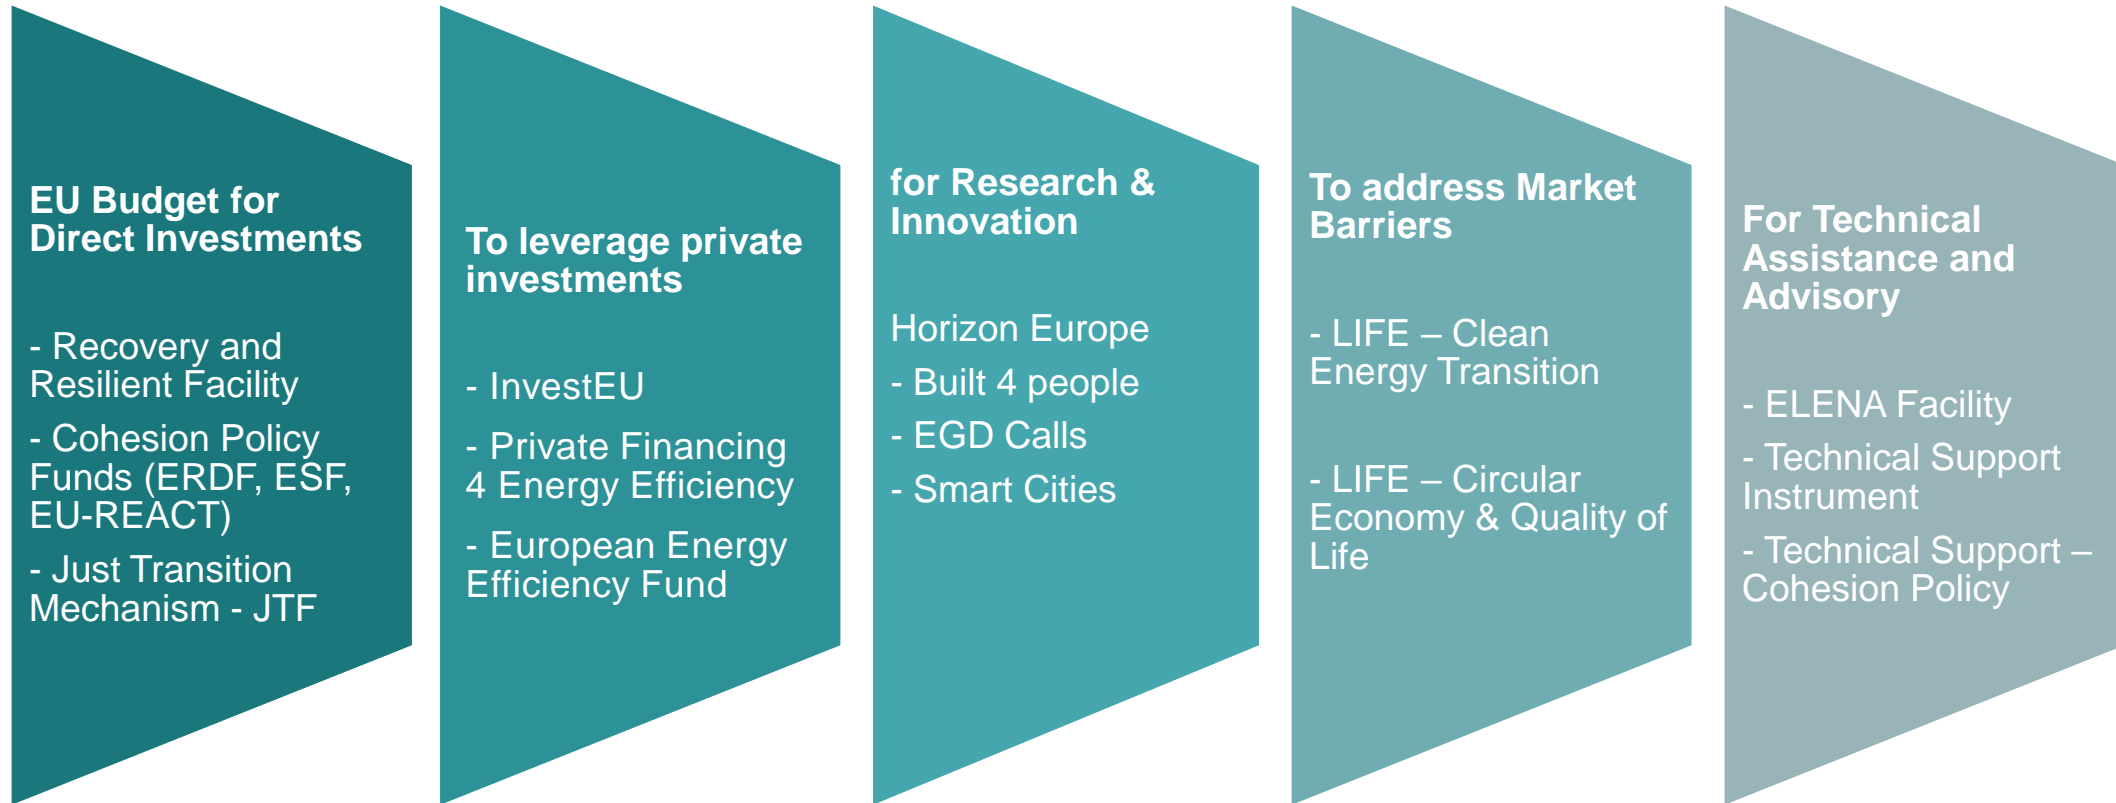 EU Budget for
Direct Investments
- Recovery and
Resilient Facility
- Cohesion Policy
Funds (ERDF, ESF,
EU-REACT)
- Just Transition
Mechanism - JTF
To leverage private
investments
- InvestEU
- Private Financing
4 Energy Efficiency
- European Energy
Efficiency Fund
for Research &
Innovation
Horizon Europe
- Built 4 people
- EGD Calls
- Smart Cities
To address Market
Barriers
- LIFE – Clean
Energy Transition
- LIFE – Circular
Economy & Quality of
Life
For Technical
Assistance and
Advisory
- ELENA Facility
- Technical Support
Instrument
- Technical Support –
Cohesion Policy